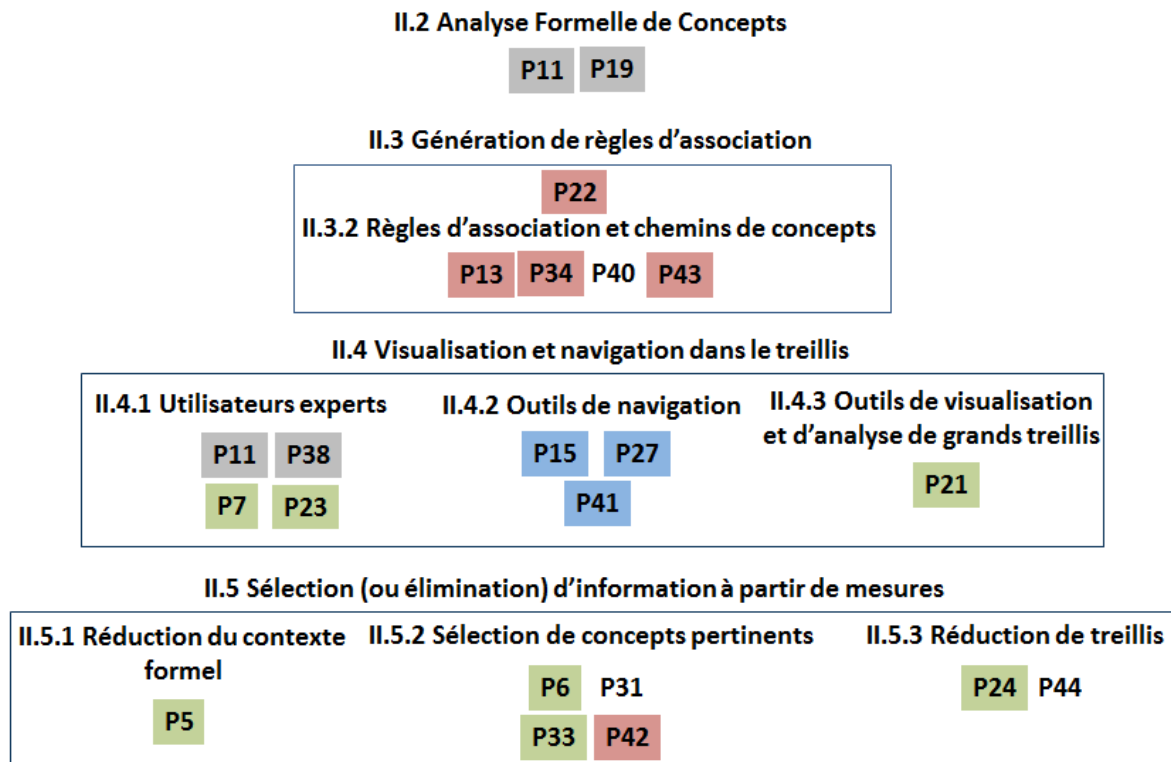 II.2 Analyse Formelle de Concepts
P11 P19
II.3 Génération de règles d'association
P22
II.3.2 Règles d'association et chemins de concepts
P13 P34 P40 P43
II.4 Visualisation et navigation dans le treillis
II.4.1 Utilisateurs experts
P11 P38
P7 P23
II.4.2 Outils de navigation
P15 P27
P41
II.4.3 Outils de visualisation
et d'analyse de grands treillis
P21
II.5 Sélection (ou élimination) d'information à partir de mesures
II.5.1 Réduction du contexte
formel
P5
II.5.2 Sélection de concepts pertinents
P6 P31
P33 P42
II.5.3 Réduction de treillis
P24 P44